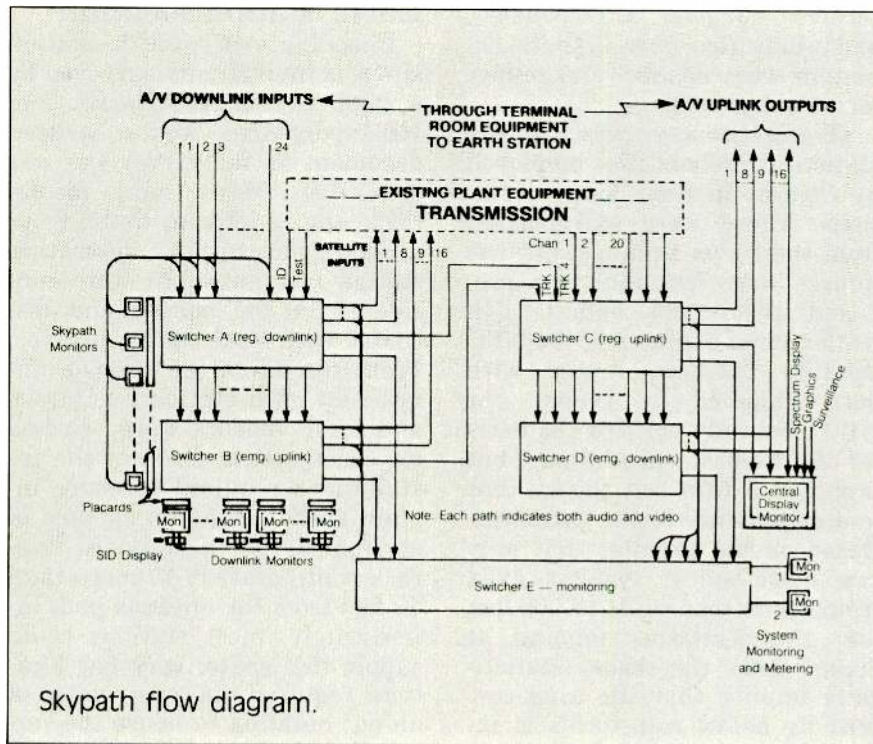 A/V DOWNLINK INPUTS
THROUGH TERMINAL
ROOM EQUIPMENT
TO EARTH STATION
A/V UPLINK OUTPUTS
1 2 3 24
1 8 9 16
EXISTING PLANT EQUIPMENT
TRANSMISSION
SATELLITE
INPUTS
1 8 9 16
Chan 1 2 20
ID
Test
TRK 1
TRK 4
Skypath
Monitors
Switcher A (reg. downlink)
Switcher C (reg. uplink)
Switcher B (emg. uplink)
Switcher D (emg. downlink)
Spectrum Display
Graphics
Surveillance
Placards
Mon Mon Mon Mon
SID Display
Downlink Monitors
Note: Each path indicates both audio and video
Central
Display
Monitor
Switcher E — monitoring
1 Mon
2 Mon
System
Monitoring
and Metering
Skypath flow diagram.